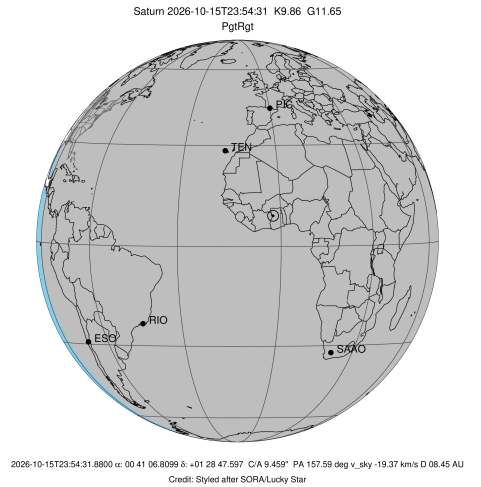 Saturn 2026-10-15T23:54:31 K9.86 G11.65
PgtRgt
PIC
TEN
RIO
ESO
SAAO
2026-10-15T23:54:31.8800 α: 00 41 06.8099 δ: +01 28 47.597 C/A 9.459" PA 157.59 deg v_sky -19.37 km/s D 08.45 AU
Credit: Styled after SORA/Lucky Star